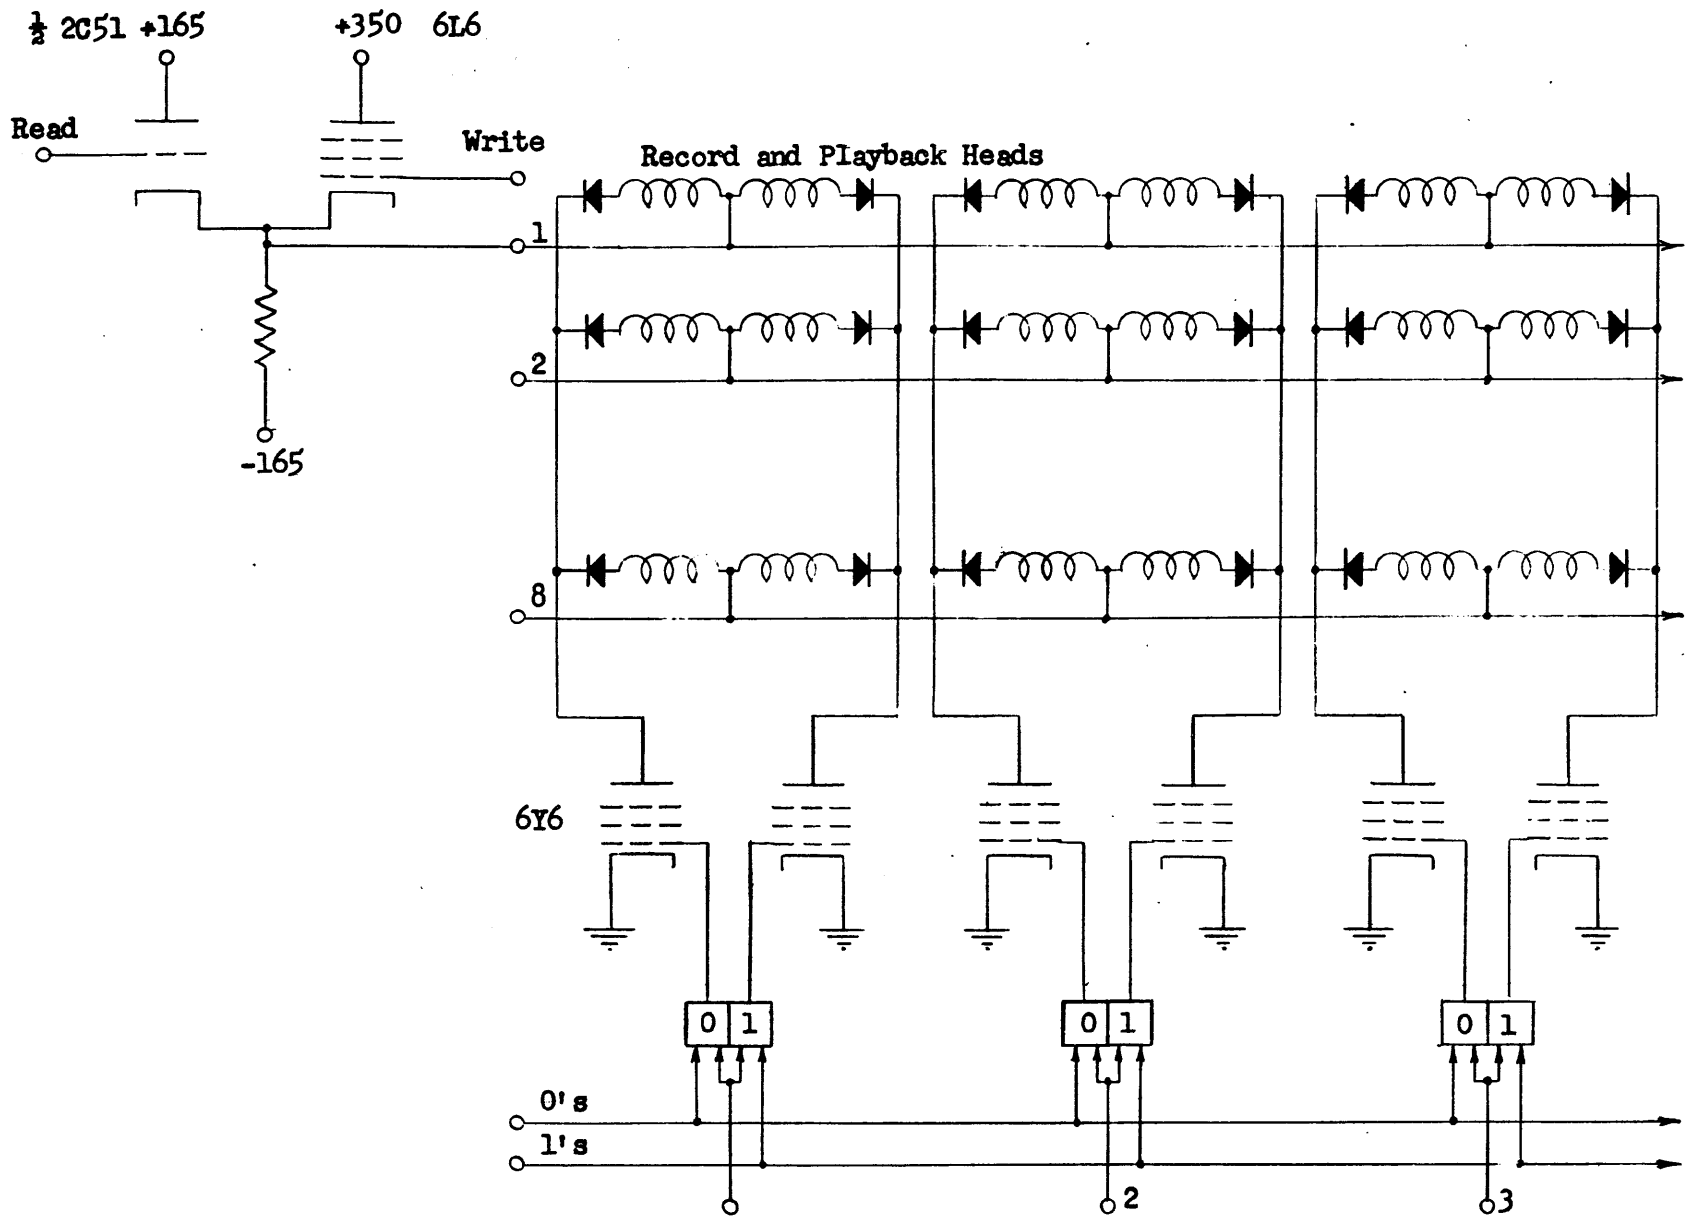 ½ 2C51 +165
+350 6L6
Read
Write
Record and Playback Heads
1
2
-165
8
6Y6
0 1
0 1
0 1
0's
1's
2
3